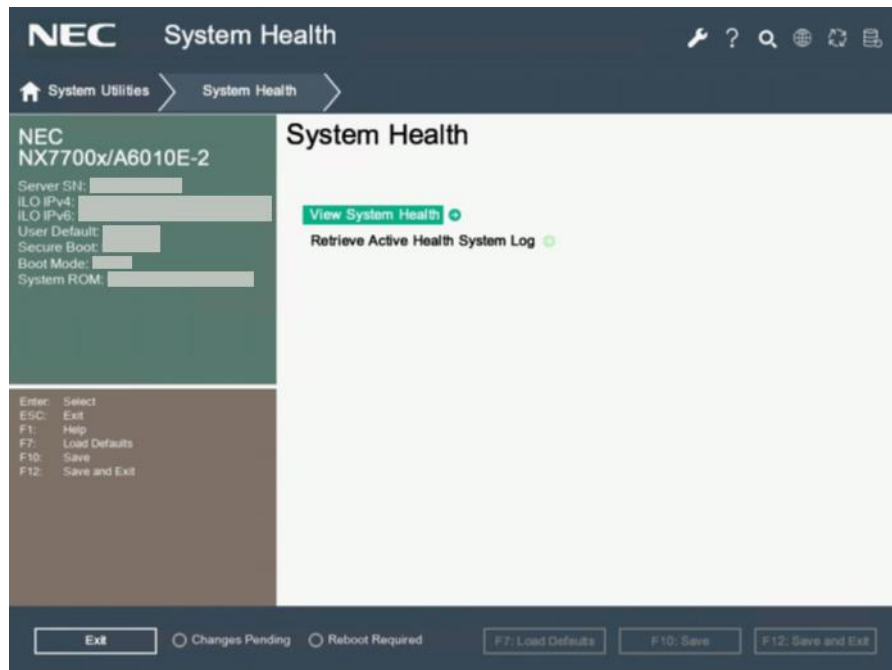 NEC System Health
System Utilities System Health
NEC
NX7700x/A6010E-2
Server SN:
iLO IPv4:
iLO IPv6:
User Default:
Secure Boot:
Boot Mode:
System ROM:
System Health
View System Health
Retrieve Active Health System Log
Enter: Select
ESC: Exit
F1: Help
F7: Load Defaults
F10: Save
F12: Save and Exit
Exit Changes Pending Reboot Required F7: Load Defaults F10: Save F12: Save and Exit